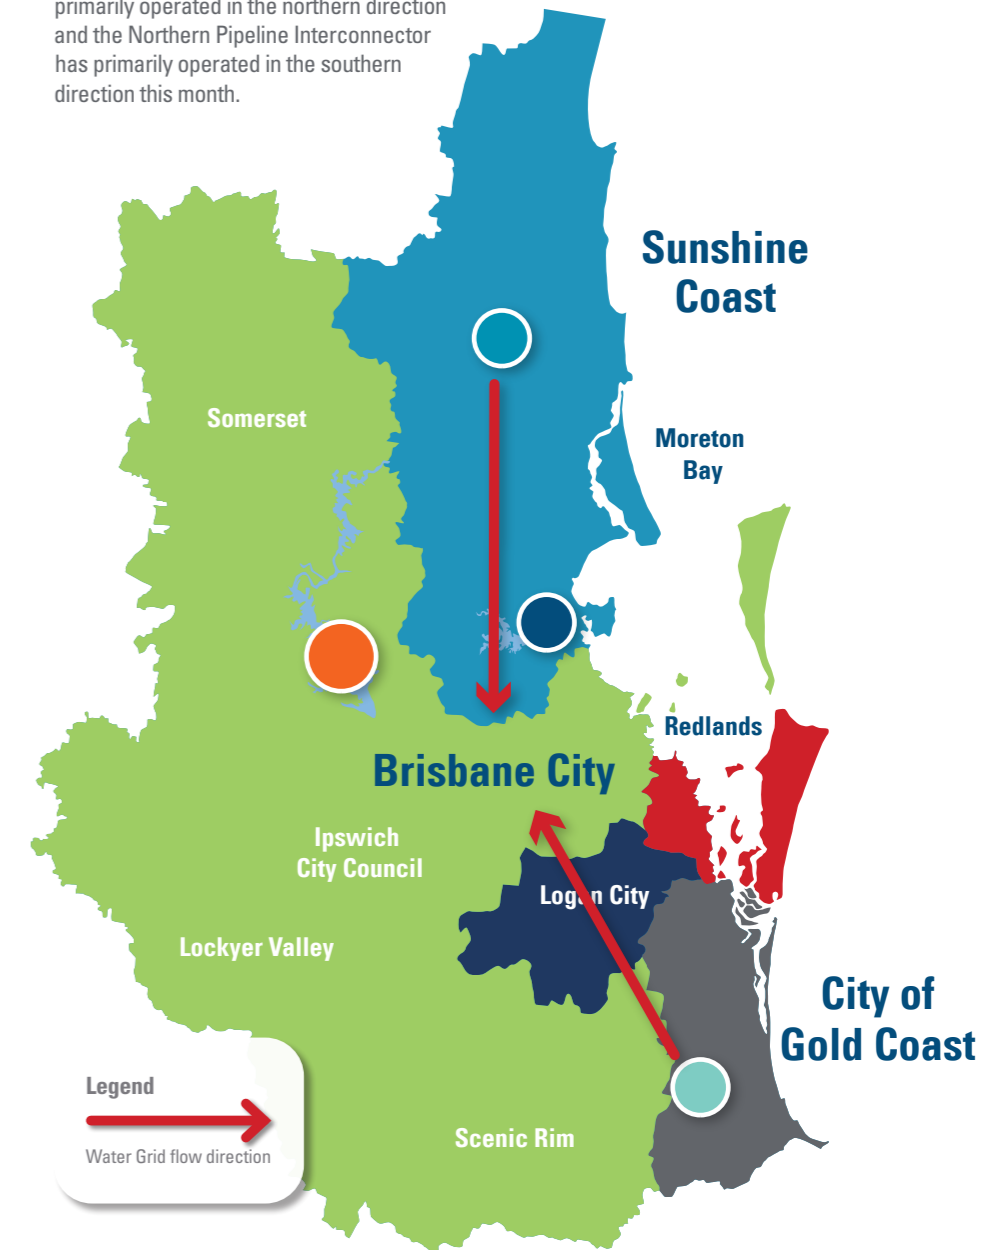 primarily operated in the northern direction
and the Northern Pipeline Interconnector
has primarily operated in the southern
direction this month.
Sunshine
Coast
Somerset
Moreton
Bay
Redlands
Brisbane City
Ipswich
City Council
Logan City
Lockyer Valley
City of
Gold Coast
Legend
Water Grid flow direction
Scenic Rim